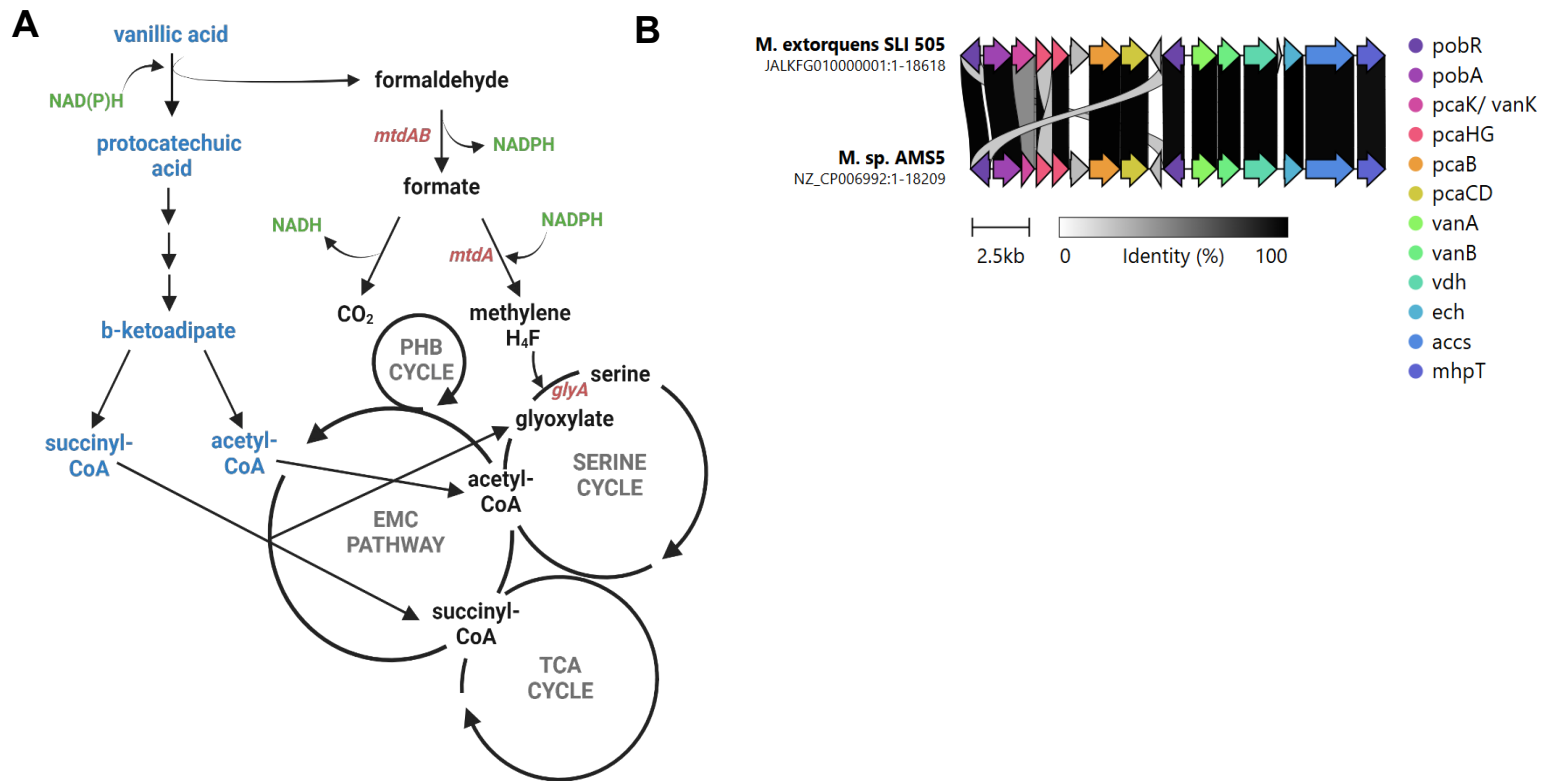 A
vanillic acid
NAD(P)H
formaldehyde
protocatechuic
acid
mtdAB
NADPH
formate
NADH
NADPH
mtdA
CO₂
methylene
H₄F
b-ketoadipate
PHB
CYCLE
glyA
serine
glyoxylate
succinyl-
CoA
acetyl-
CoA
acetyl-
CoA
SERINE
CYCLE
EMC
PATHWAY
succinyl-
CoA
TCA
CYCLE
B
M. extorquens SLI 505
JALKFG010000001:1-18618
M. sp. AMS5
NZ_CP006992:1-18209
2.5kb
0 Identity (%) 100
pobR
pobA
pcaK/ vanK
pcaHG
pcaB
pcaCD
vanA
vanB
vdh
ech
accs
mhpT